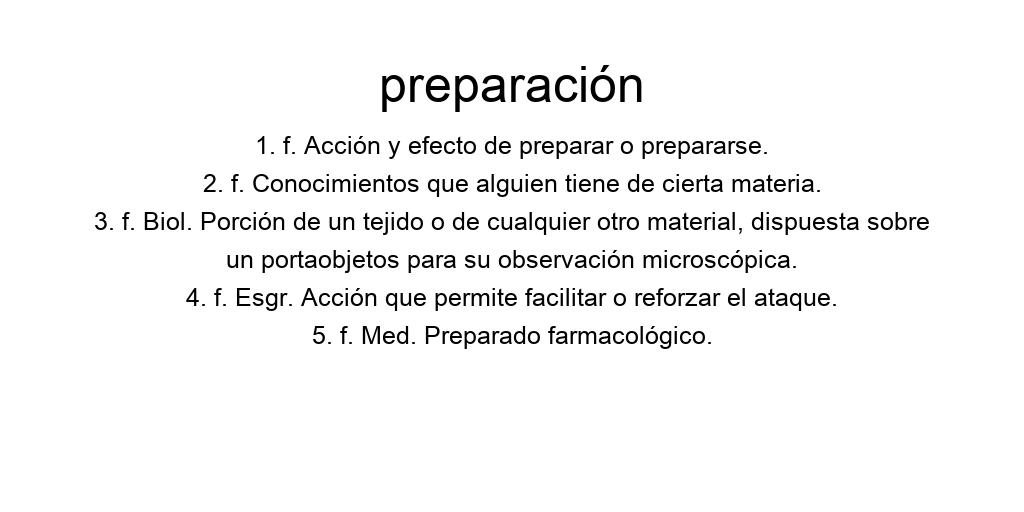 preparación
1. f. Acción y efecto de preparar o prepararse.
2. f. Conocimientos que alguien tiene de cierta materia.
3. f. Biol. Porción de un tejido o de cualquier otro material, dispuesta sobre
un portaobjetos para su observación microscópica.
4. f. Esgr. Acción que permite facilitar o reforzar el ataque.
5. f. Med. Preparado farmacológico.